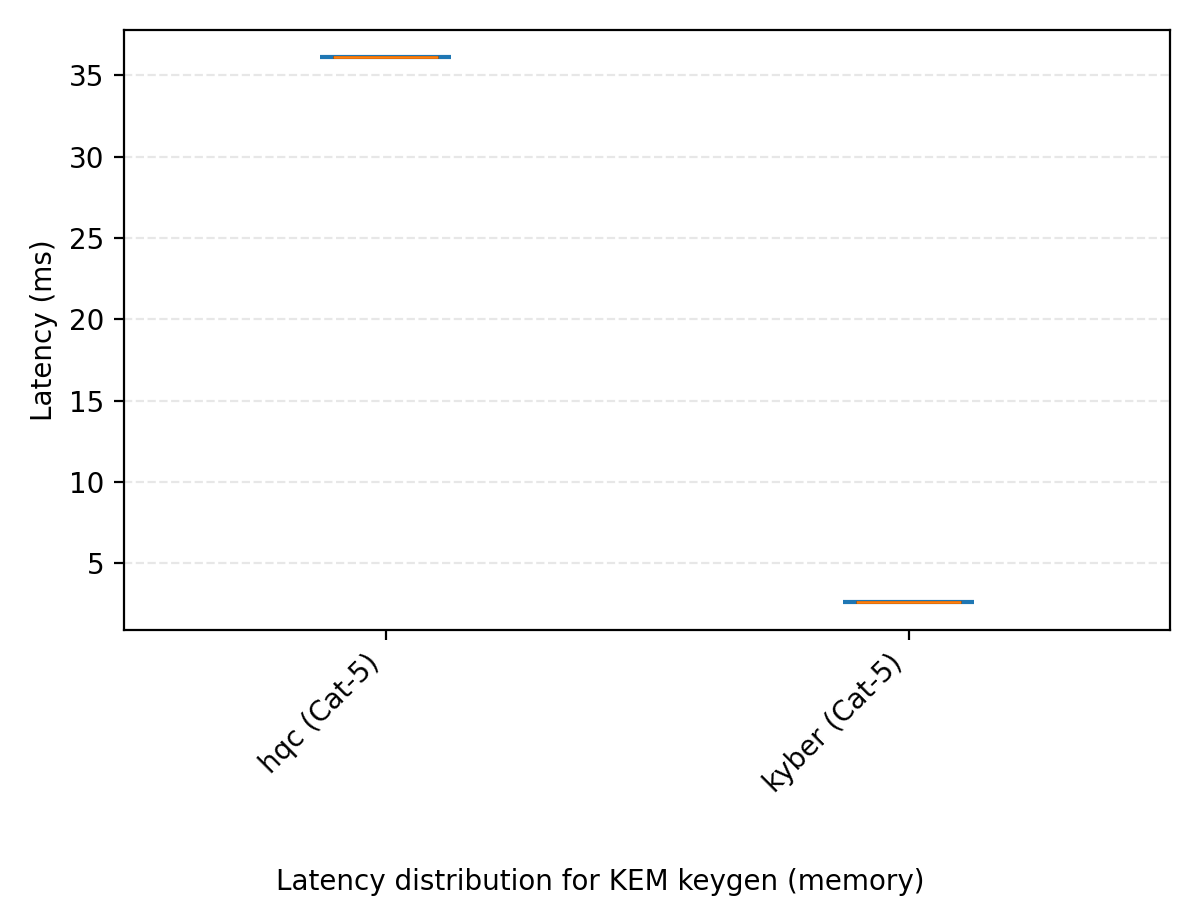 35
30
25
20
15
10
5
Latency (ms)
hqc (Cat-5)
kyber (Cat-5)
Latency distribution for KEM keygen (memory)